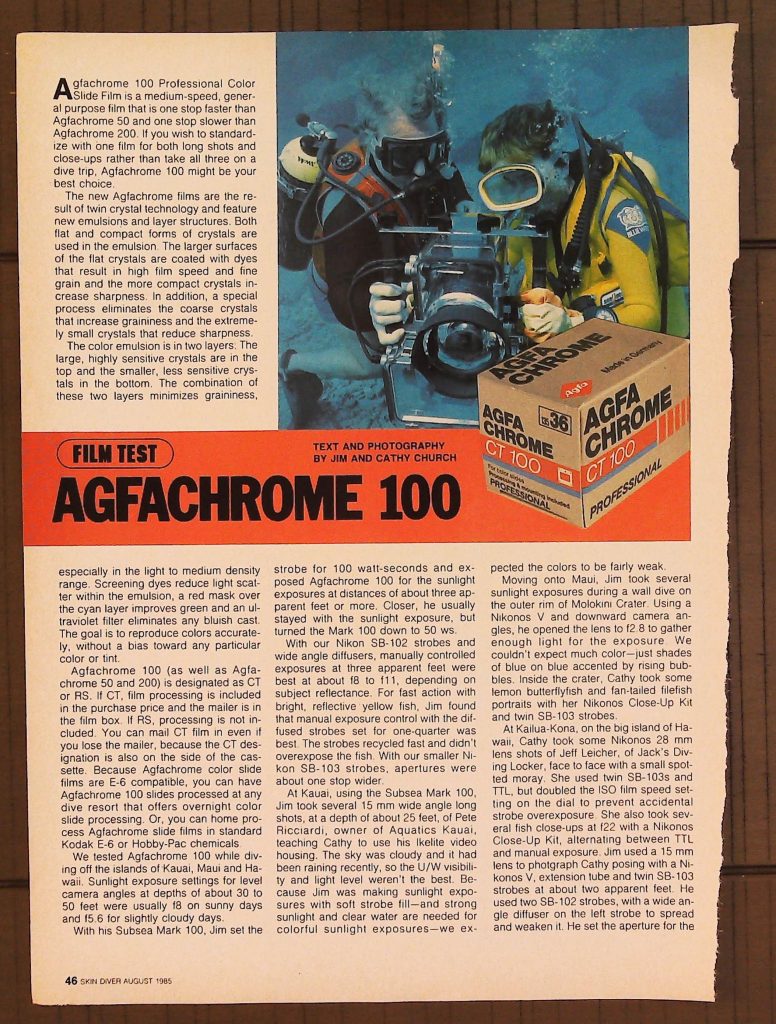 Agfachrome 100 Professional Color
Slide Film is a medium-speed, gener-
al purpose film that is one stop faster than
Agfachrome 50 and one stop slower than
Agfachrome 200. If you wish to standard-
ize with one film for both long shots and
close-ups rather than take all three on a
dive trip, Agfachrome 100 might be your
best choice.
The new Agfachrome films are the re-
sult of twin crystal technology and feature
new emulsions and layer structures. Both
flat and compact forms of crystals are
used in the emulsion. The larger surfaces
of the flat crystals are coated with dyes
that result in high film speed and fine
grain and the more compact crystals in-
crease sharpness. In addition, a special
process eliminates the coarse crystals
that increase graininess and the extreme-
ly small crystals that reduce sharpness.
The color emulsion is in two layers: The
large, highly sensitive crystals are in the
top and the smaller, less sensitive crys-
tals in the bottom. The combination of
these two layers minimizes graininess,
AGFA
CHROME
Made in Germany
Agfa
AGFA
CHROME
CT 100
135
36
For color slides
Processing & mounting included
PROFESSIONAL
AGFA
CHROME
CT 100
PROFESSIONAL
FILM TEST
TEXT AND PHOTOGRAPHY
BY JIM AND CATHY CHURCH
AGFACHROME 100
especially in the light to medium density
range. Screening dyes reduce light scat-
ter within the emulsion, a red mask over
the cyan layer improves green and an ul-
traviolet filter eliminates any bluish cast.
The goal is to reproduce colors accurate-
ly, without a bias toward any particular
color or tint.
Agfachrome 100 (as well as Agfa-
chrome 50 and 200) is designated as CT
or RS. If CT, film processing is included
in the purchase price and the mailer is in
the film box. If RS, processing is not in-
cluded. You can mail CT film in even if
you lose the mailer, because the CT des-
ignation is also on the side of the cas-
sette. Because Agfachrome color slide
films are E-6 compatible, you can have
Agfachrome 100 slides processed at any
dive resort that offers overnight color
slide processing. Or, you can home pro-
cess Agfachrome slide films in standard
Kodak E-6 or Hobby-Pac chemicals.
We tested Agfachrome 100 while div-
ing off the islands of Kauai, Maui and Ha-
waii. Sunlight exposure settings for level
camera angles at depths of about 30 to
50 feet were usually f8 on sunny days
and f5.6 for slightly cloudy days.
With his Subsea Mark 100, Jim set the
strobe for 100 watt-seconds and ex-
posed Agfachrome 100 for the sunlight
exposures at distances of about three ap-
parent feet or more. Closer, he usually
stayed with the sunlight exposure, but
turned the Mark 100 down to 50 ws.
With our Nikon SB-102 strobes and
wide angle diffusers, manually controlled
exposures at three apparent feet were
best at about f8 to f11, depending on
subject reflectance. For fast action with
bright, reflective yellow fish, Jim found
that manual exposure control with the dif-
fused strobes set for one-quarter was
best. The strobes recycled fast and didn't
overexpose the fish. With our smaller Ni-
kon SB-103 strobes, apertures were
about one stop wider.
At Kauai, using the Subsea Mark 100,
Jim took several 15 mm wide angle long
shots, at a depth of about 25 feet, of Pete
Ricciardi, owner of Aquatics Kauai,
teaching Cathy to use his Ikelite video
housing. The sky was cloudy and it had
been raining recently, so the U/W visibili-
ty and light level weren't the best. Be-
cause Jim was making sunlight expo-
sures with soft strobe fill—and strong
sunlight and clear water are needed for
colorful sunlight exposures—we ex-
pected the colors to be fairly weak.
Moving onto Maui, Jim took several
sunlight exposures during a wall dive on
the outer rim of Molokini Crater. Using a
Nikonos V and downward camera an-
gles, he opened the lens to f2.8 to gather
enough light for the exposure. We
couldn't expect much color—just shades
of blue on blue accented by rising bub-
bles. Inside the crater, Cathy took some
lemon butterflyfish and fan-tailed filefish
portraits with her Nikonos Close-Up Kit
and twin SB-103 strobes.
At Kailua-Kona, on the big island of Ha-
waii, Cathy took some Nikonos 28 mm
lens shots of Jeff Leicher, of Jack's Div-
ing Locker, face to face with a small spot-
ted moray. She used twin SB-103s and
TTL, but doubled the ISO film speed set-
ting on the dial to prevent accidental
strobe overexposure. She also took sev-
eral fish close-ups at f22 with a Nikonos
Close-Up Kit, alternating between TTL
and manual exposure. Jim used a 15 mm
lens to photgraph Cathy posing with a Ni-
konos V, extension tube and twin SB-103
strobes at about two apparent feet. He
used two SB-102 strobes, with a wide an-
gle diffuser on the left strobe to spread
and weaken it. He set the aperture for the
46 SKIN DIVER AUGUST 1985